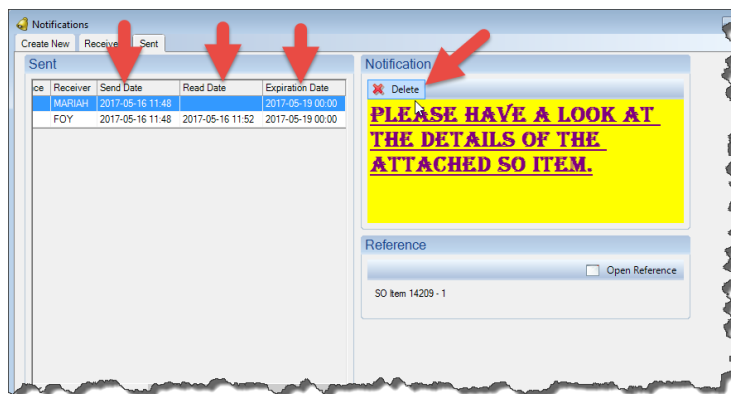 Notifications
Create New Receive Sent
Sent
ce Receiver Send Date Read Date Expiration Date
MARIAH 2017-05-16 11:48 2017-05-19 00:00
FOY 2017-05-16 11:48 2017-05-16 11:52 2017-05-19 00:00
Notification
Delete
PLEASE HAVE A LOOK AT
THE DETAILS OF THE
ATTACHED SO ITEM.
Reference
Open Reference
SO Item 14209 - 1